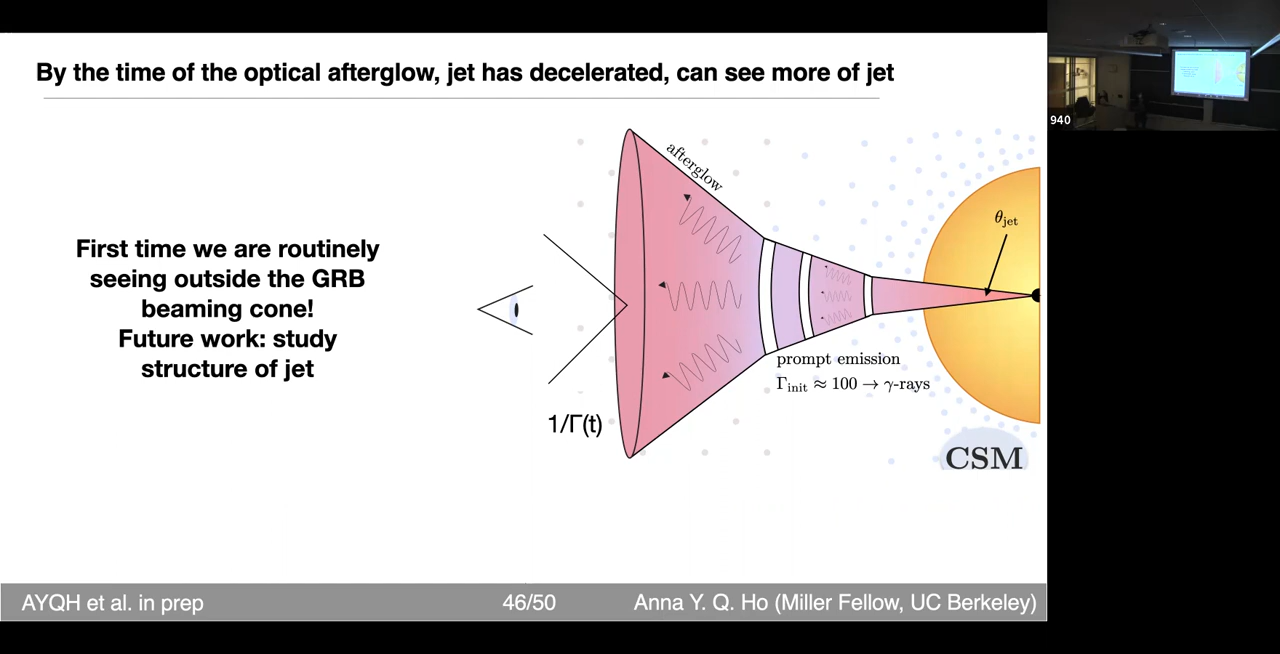 By the time of the optical afterglow, jet has decelerated, can see more of jet
940
afterglow
θjet
First time we are routinely
seeing outside the GRB
beaming cone!
Future work: study
structure of jet
prompt emission
Γinit ≈ 100 → γ-rays
1/Γ(t)
CSM
AYQH et al. in prep
46/50
Anna Y. Q. Ho (Miller Fellow, UC Berkeley)